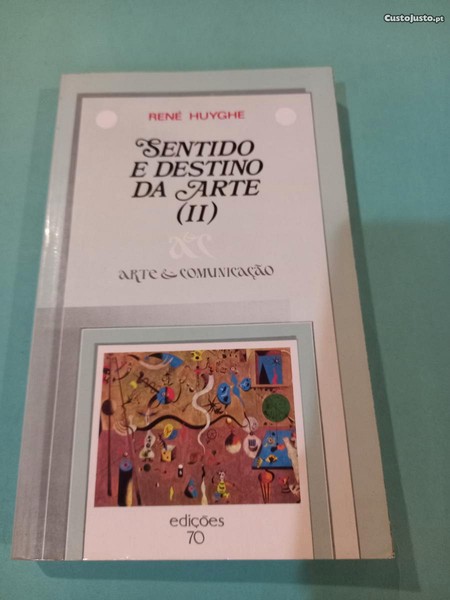 CustoJusto.pt
RENÉ HUYGHE
SENTIDO
E DESTINO
DA ARTE
(II)
a&c
ARTE & COMUNICAÇÃO
edições
70